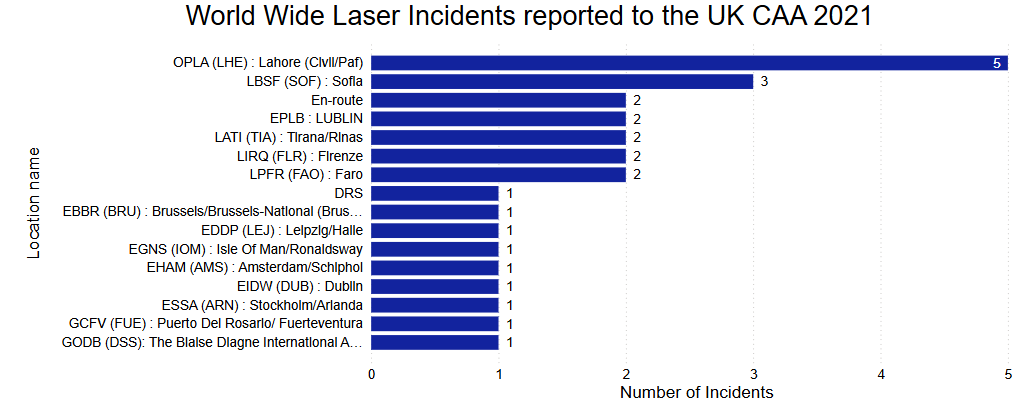 World Wide Laser Incidents reported to the UK CAA 2021
Location name
OPLA (LHE) : Lahore (Civil/Paf) 5
LBSF (SOF) : Sofia 3
En-route 2
EPLB : LUBLIN 2
LATI (TIA) : Tirana/Rinas 2
LIRQ (FLR) : Firenze 2
LPFR (FAO) : Faro 2
DRS 1
EBBR (BRU) : Brussels/Brussels-National (Brus… 1
EDDP (LEJ) : Leipzig/Halle 1
EGNS (IOM) : Isle Of Man/Ronaldsway 1
EHAM (AMS) : Amsterdam/Schiphol 1
EIDW (DUB) : Dublin 1
ESSA (ARN) : Stockholm/Arlanda 1
GCFV (FUE) : Puerto Del Rosario/ Fuerteventura 1
GODB (DSS): The Blaise Diagne International A… 1
0 1 2 3 4 5
Number of Incidents